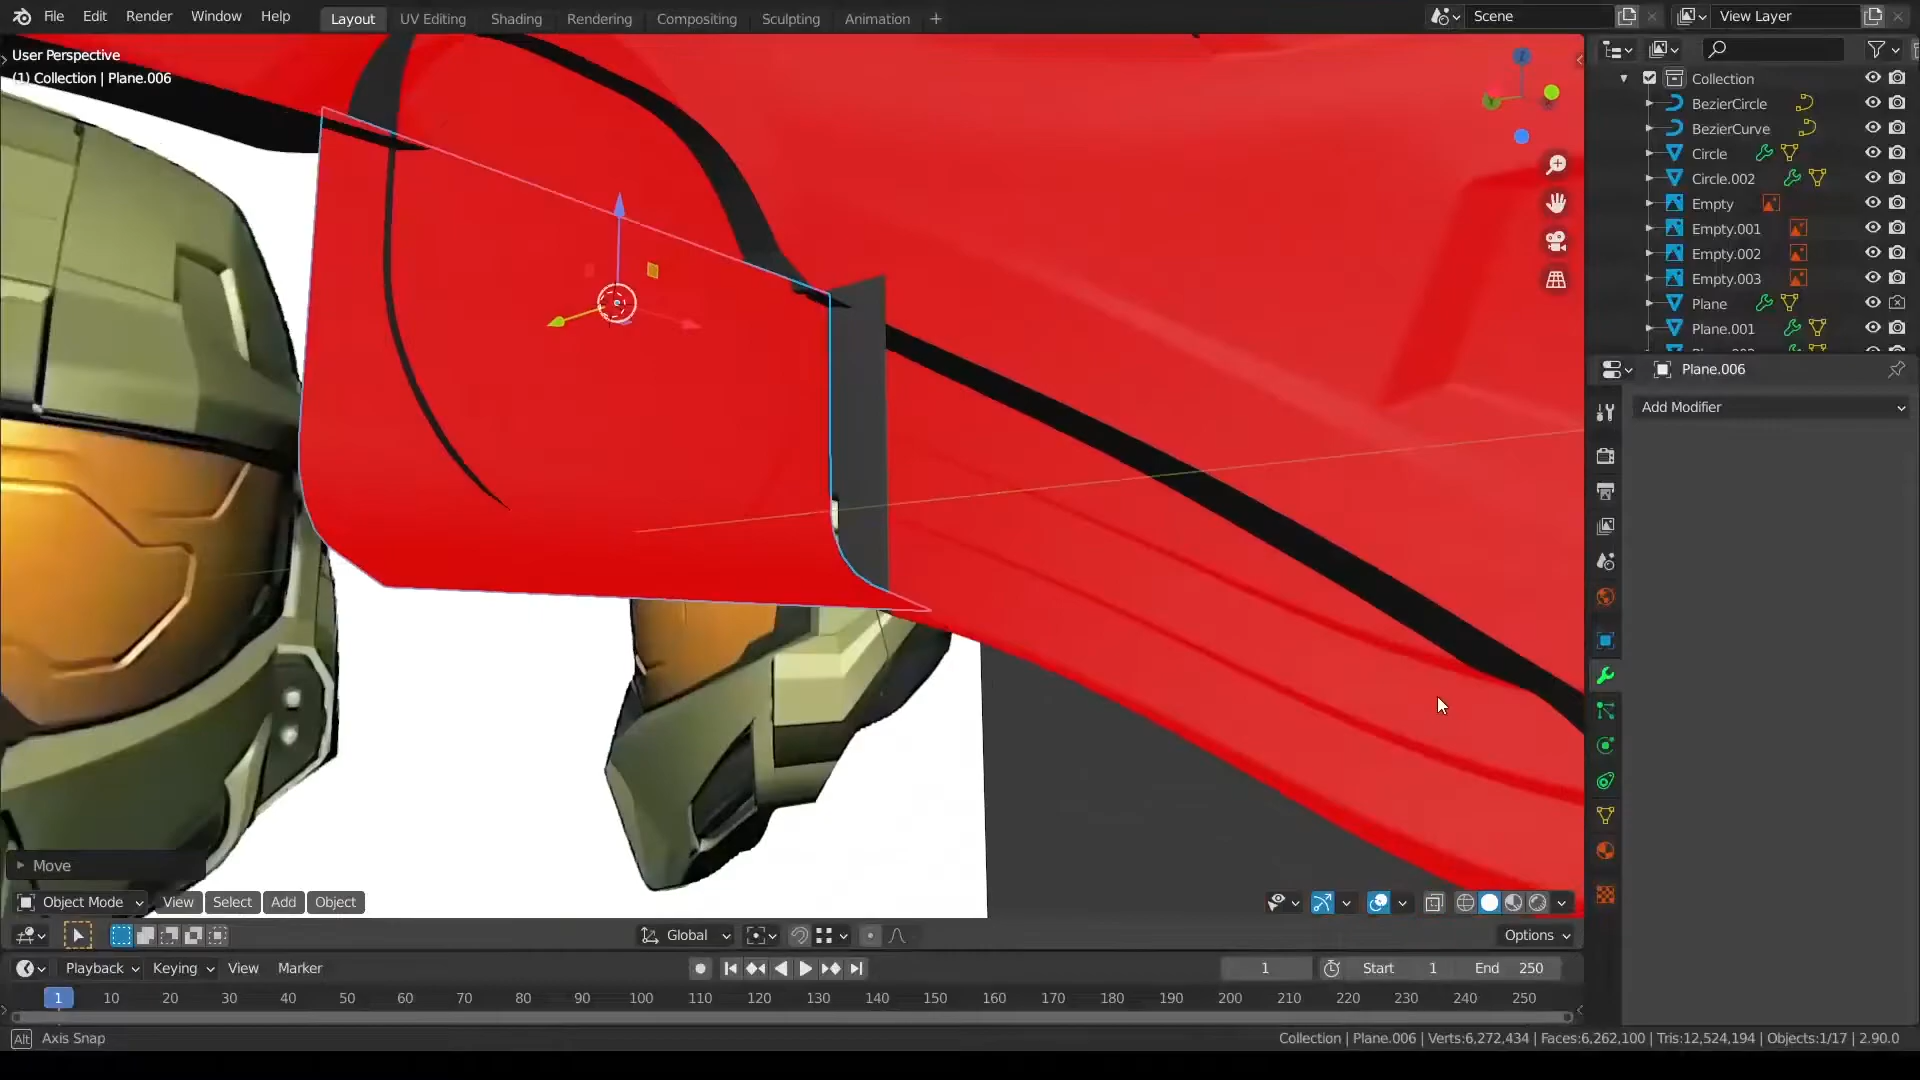 File Edit Render Window Help Layout UV Editing Shading Rendering Compositing Sculpting Animation + Scene View Layer
User Perspective
(1) Collection | Plane.006
Collection
BezierCircle
BezierCurve
Circle
Circle.002
Empty
Empty.001
Empty.002
Empty.003
Plane
Plane.001
Plane.006
Add Modifier
Move
Object Mode View Select Add Object
Global Options
Playback Keying View Marker 1 Start 1 End 250
1 10 20 30 40 50 60 70 80 90 100 110 120 130 140 150 160 170 180 190 200 210 220 230 240 250
Alt Axis Snap Collection | Plane.006 | Verts:6,272,434 | Faces:6,262,100 | Tris:12,524,194 | Objects:1/17 | 2.90.0